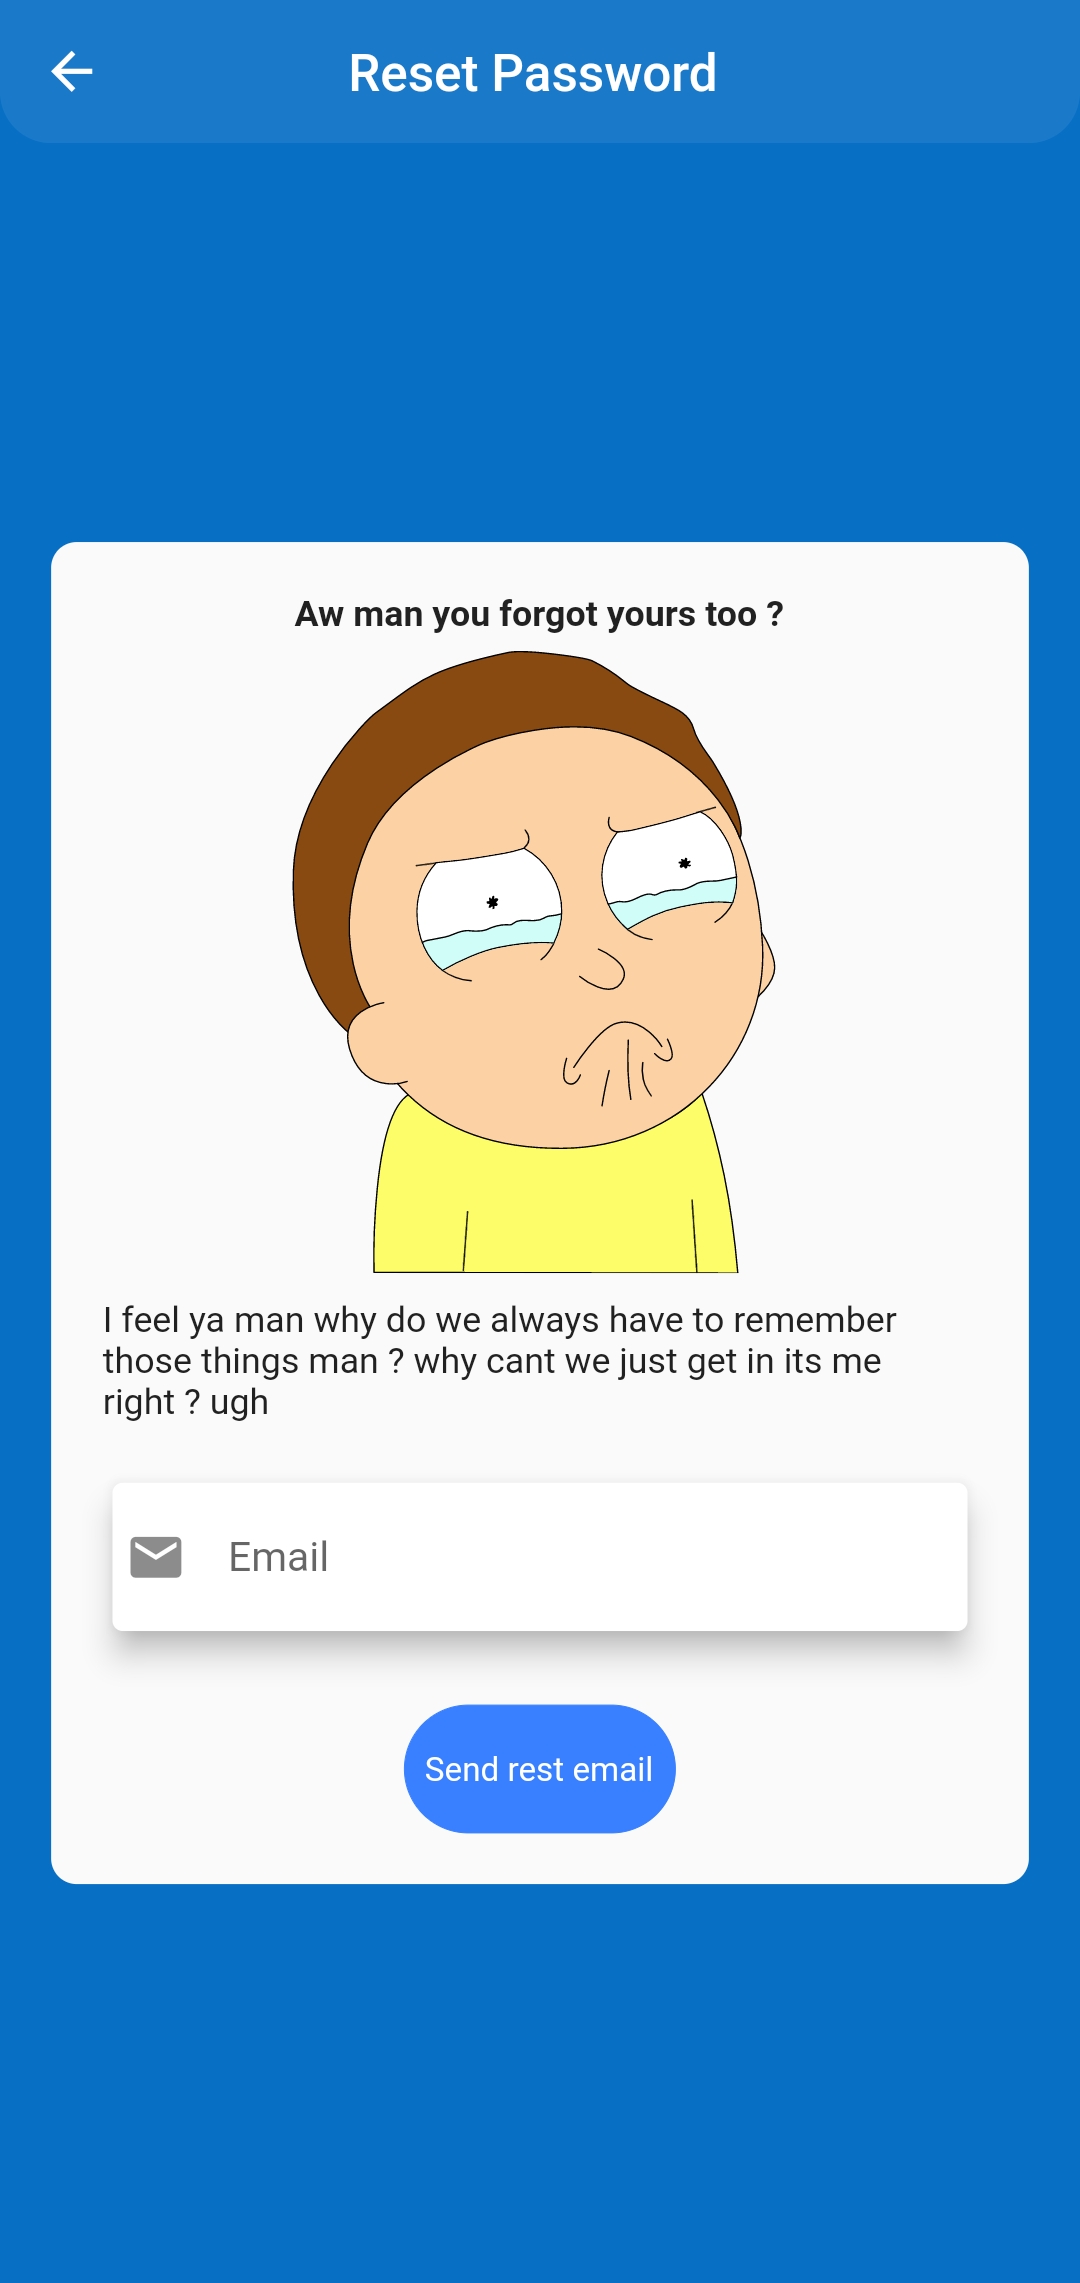 Reset Password
Aw man you forgot yours too ?
I feel ya man why do we always have to remember
those things man ? why cant we just get in its me
right ? ugh
Email
Send rest email